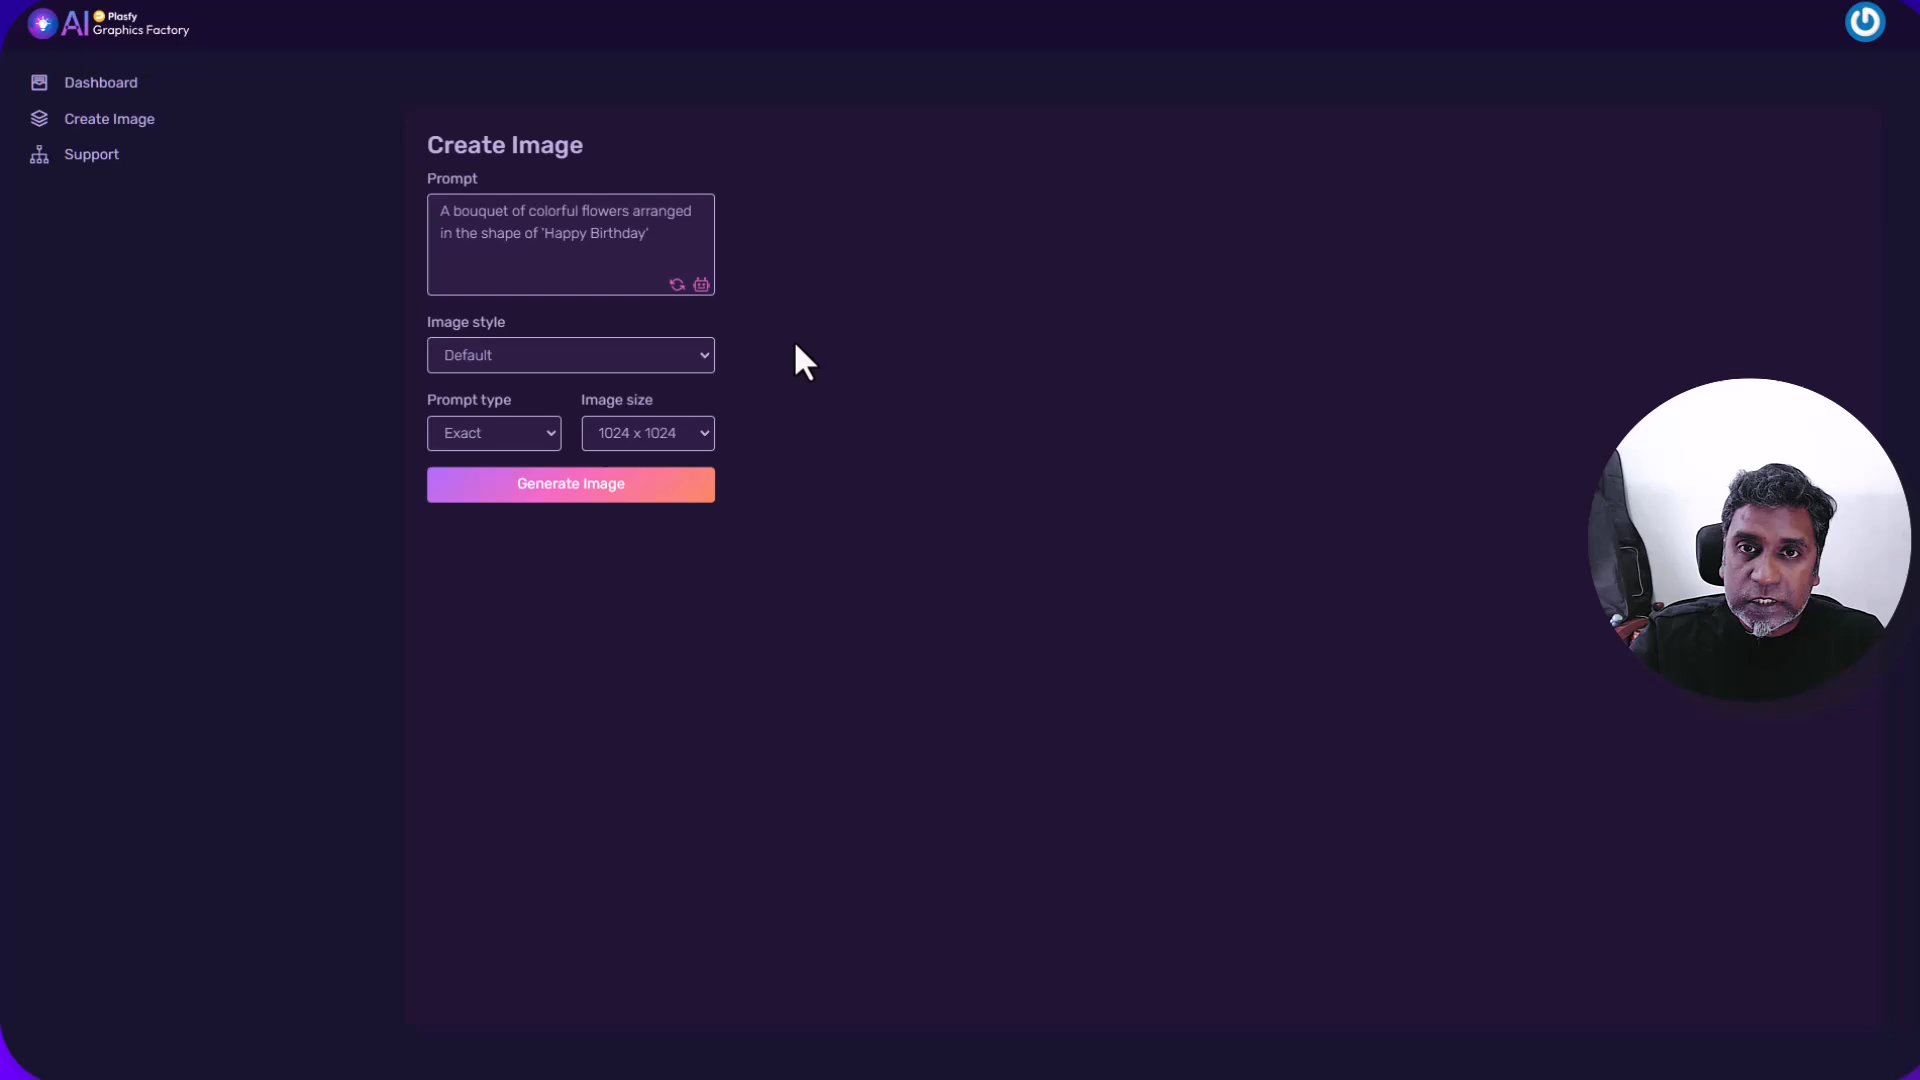 AI Plasfy
Graphics Factory
Dashboard
Create Image
Support
Create Image
Prompt
A bouquet of colorful flowers arranged
in the shape of 'Happy Birthday'
Image style
Default
Prompt type Image size
Exact 1024 x 1024
Generate Image